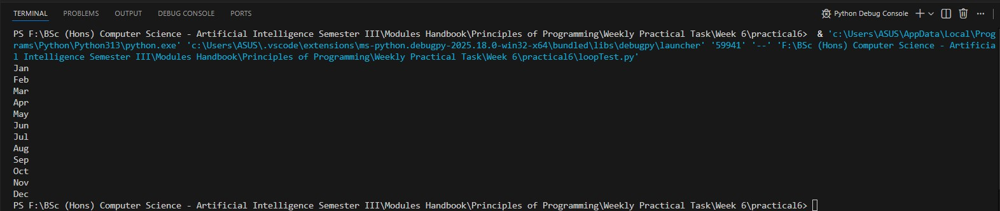 TERMINAL PROBLEMS OUTPUT DEBUG CONSOLE PORTS Python Debug Console
PS F:\BSc (Hons) Computer Science - Artificial Intelligence Semester III\Modules Handbook\Principles of Programming\Weekly Practical Task\Week 6\practical6>  & 'c:\Users\ASUS\AppData\Local\Prog
rams\Python\Python313\python.exe' 'c:\Users\ASUS\.vscode\extensions\ms-python.debugpy-2025.18.0-win32-x64\bundled\libs\debugpy\launcher' '59941' '--' 'F:\BSc (Hons) Computer Science - Artificia
l Intelligence Semester III\Modules Handbook\Principles of Programming\Weekly Practical Task\Week 6\practical6\loopTest.py'
Jan
Feb
Mar
Apr
May
Jun
Jul
Aug
Sep
Oct
Nov
Dec
PS F:\BSc (Hons) Computer Science - Artificial Intelligence Semester III\Modules Handbook\Principles of Programming\Weekly Practical Task\Week 6\practical6>